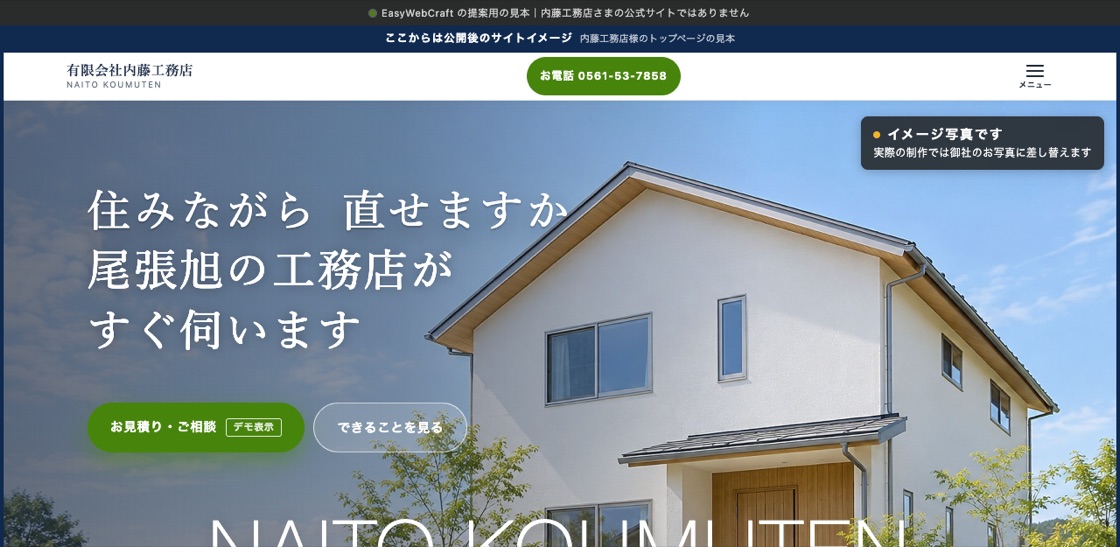 EasyWebCraft の提案用の見本｜内藤工務店さまの公式サイトではありません
ここからは公開後のサイトイメージ 内藤工務店様のトップページの見本
有限会社内藤工務店
NAITO KOUMUTEN
お電話 0561-53-7858
メニュー
イメージ写真です
実際の制作では御社のお写真に差し替えます
住みながら 直せますか
尾張旭の工務店が
すぐ伺います
お見積り・ご相談 デモ表示
できることを見る
NAITO KOUMUTEN